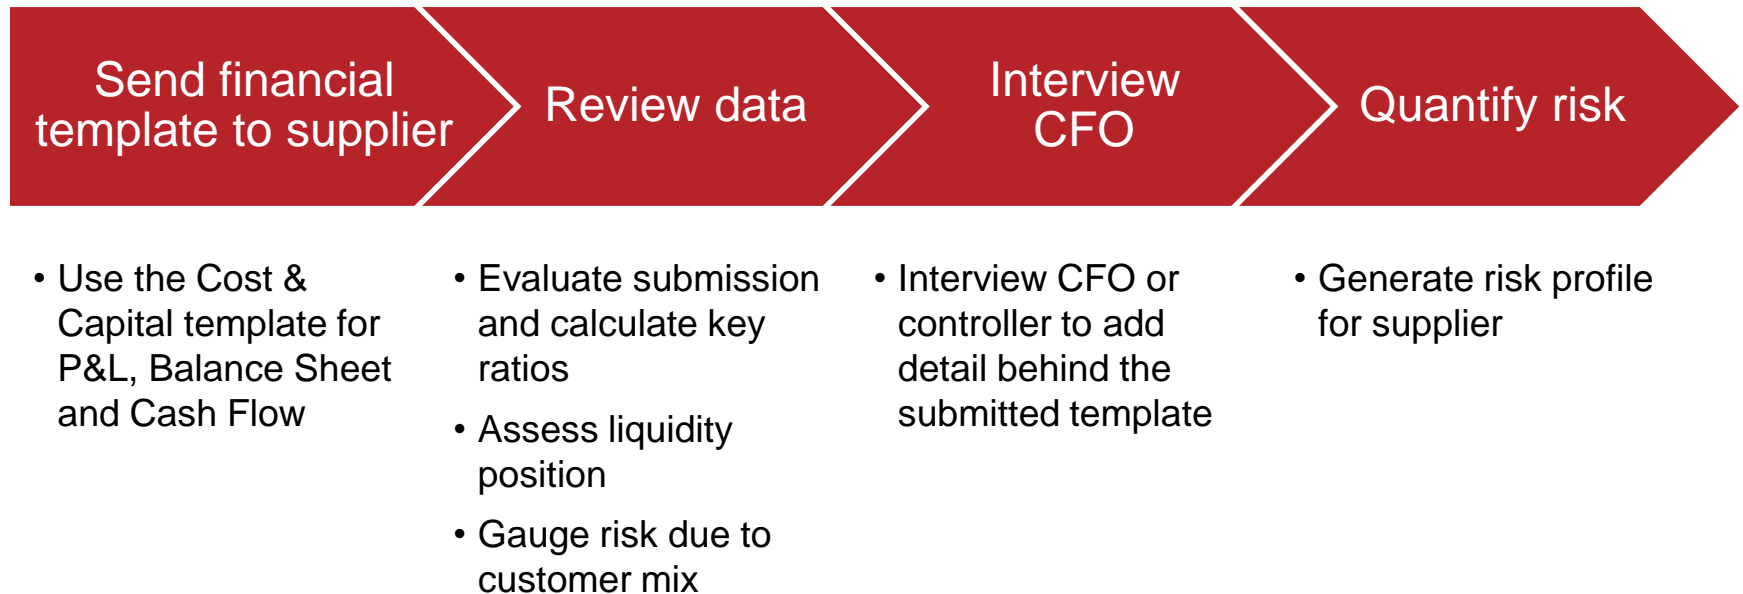 Send financial
template to supplier
Review data
Interview
CFO
Quantify risk
• Use the Cost &
Capital template for
P&L, Balance Sheet
and Cash Flow
• Evaluate submission
and calculate key
ratios
• Assess liquidity
position
• Gauge risk due to
customer mix
• Interview CFO or
controller to add
detail behind the
submitted template
• Generate risk profile
for supplier